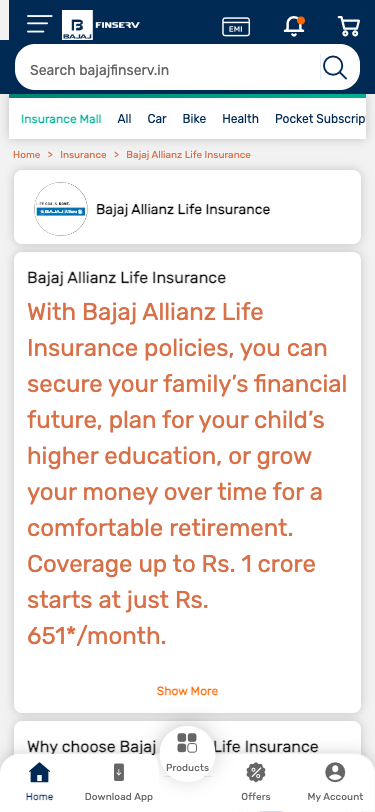 BAJAJ
FINSERV
EMI
Search bajajfinserv.in
Insurance Mall All Car Bike Health Pocket Subscrip
Home > Insurance > Bajaj Allianz Life Insurance
BAJAJ
Bajaj Allianz Life Insurance
Bajaj Allianz Life Insurance
With Bajaj Allianz Life
Insurance policies, you can
secure your family's financial
future, plan for your child's
higher education, or grow
your money over time for a
comfortable retirement.
Coverage up to Rs. 1 crore
starts at just Rs.
651*/month.
Show More
Why choose Bajaj Life Insurance
Home Download App Products Offers My Account